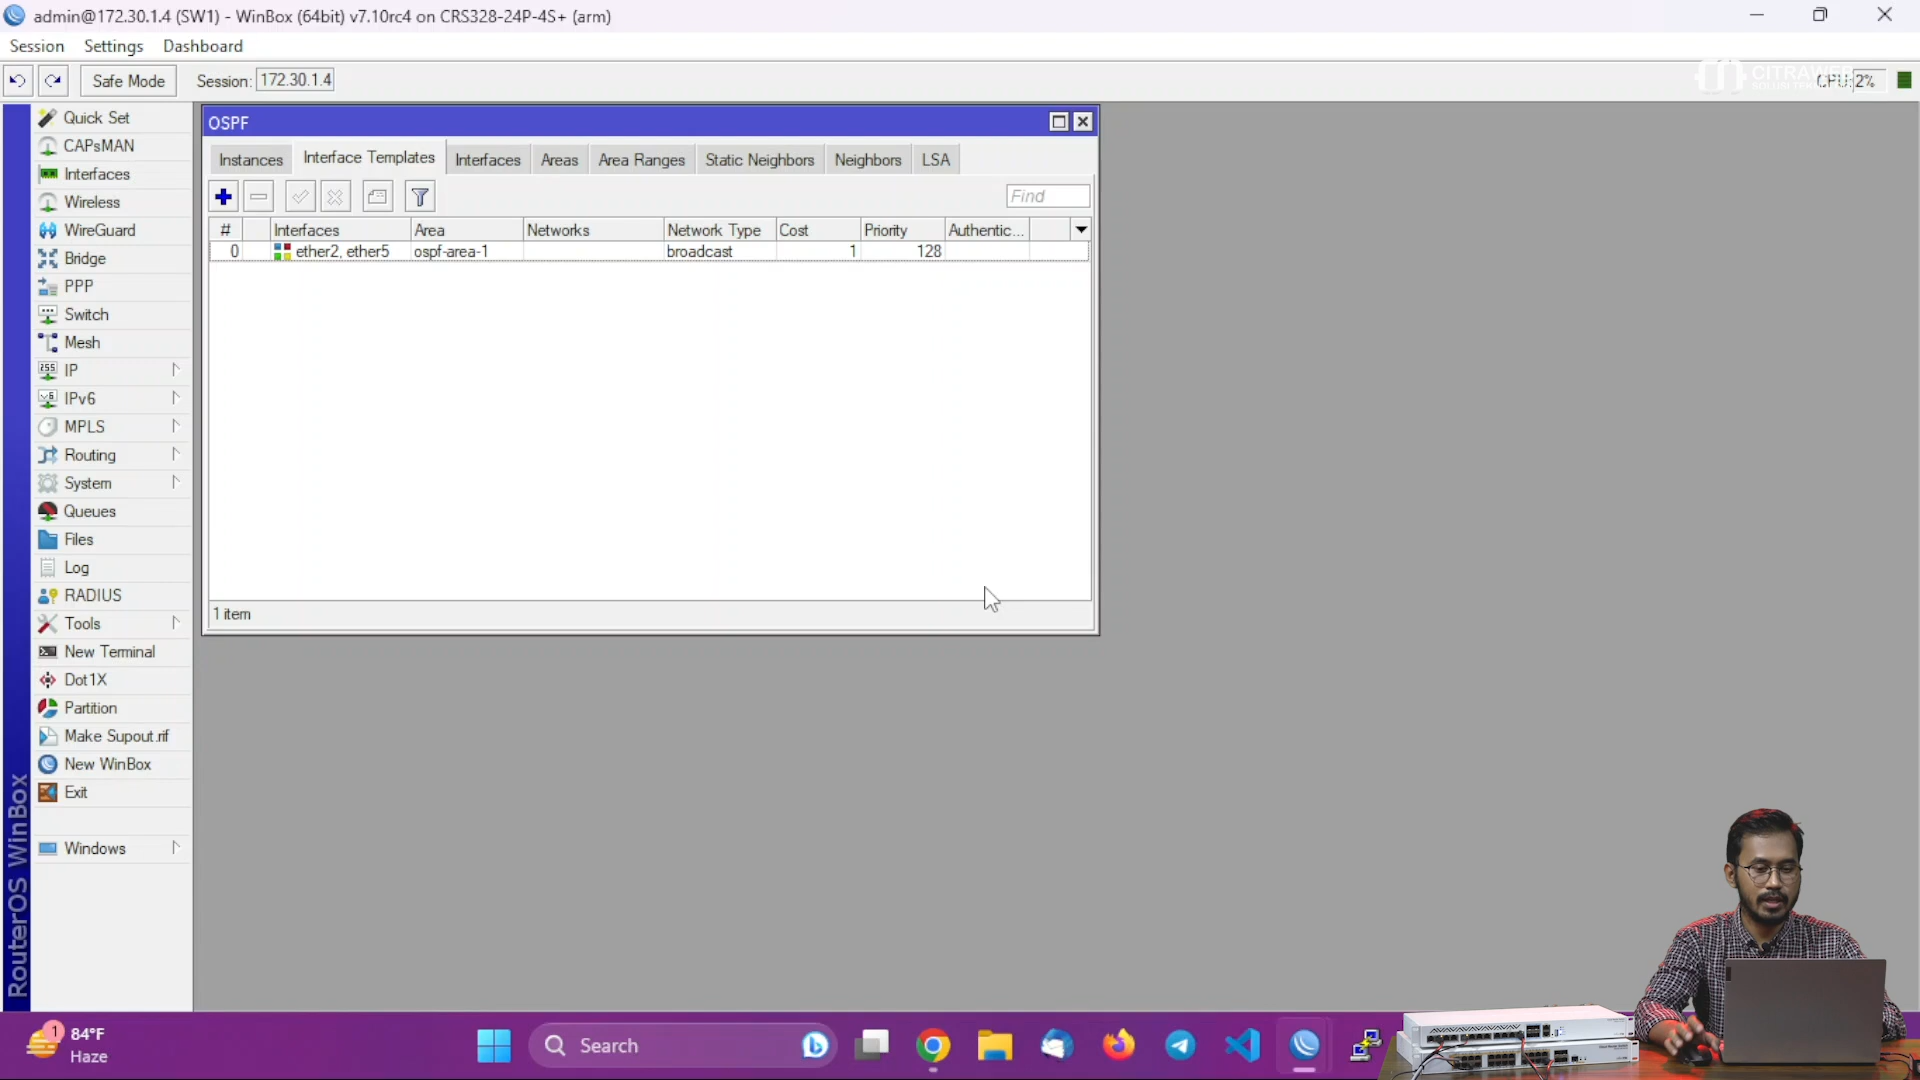 admin@172.30.1.4 (SW1) - WinBox (64bit) v7.10rc4 on CRS328-24P-4S+ (arm)
Session Settings Dashboard
Safe Mode Session: 172.30.1.4 CPU: 2%
CITRAWEB
Quick Set
CAPsMAN
Interfaces
Wireless
WireGuard
Bridge
PPP
Switch
Mesh
IP
IPv6
MPLS
Routing
System
Queues
Files
Log
RADIUS
Tools
New Terminal
Dot1X
Partition
Make Supout.rif
New WinBox
Exit
Windows
RouterOS WinBox
OSPF
Instances Interface Templates Interfaces Areas Area Ranges Static Neighbors Neighbors LSA
Find
# Interfaces Area Networks Network Type Cost Priority Authentic...
0 ether2, ether5 ospf-area-1 broadcast 1 128
1 item
1 84°F
Haze
Search